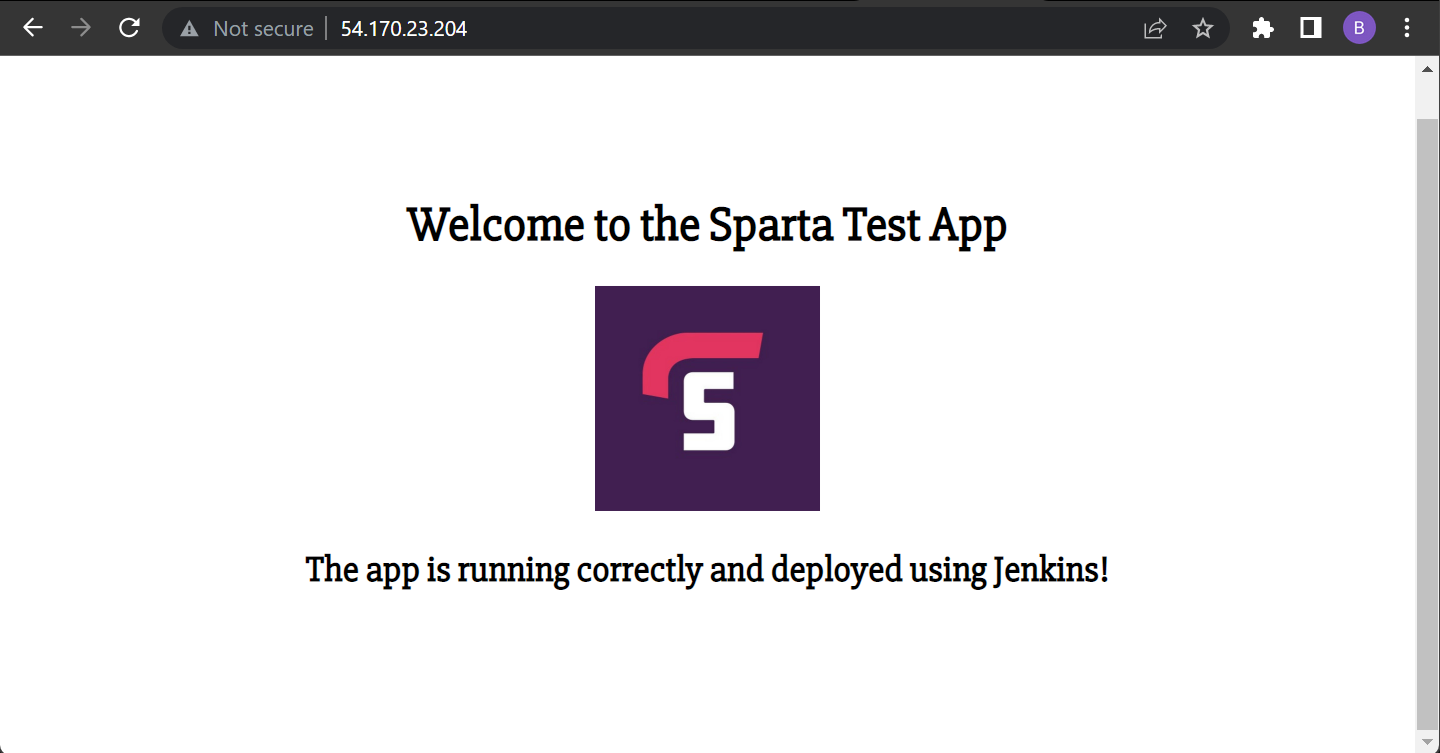 Not secure
54.170.23.204
B
Welcome to the Sparta Test App
S
The app is running correctly and deployed using Jenkins!